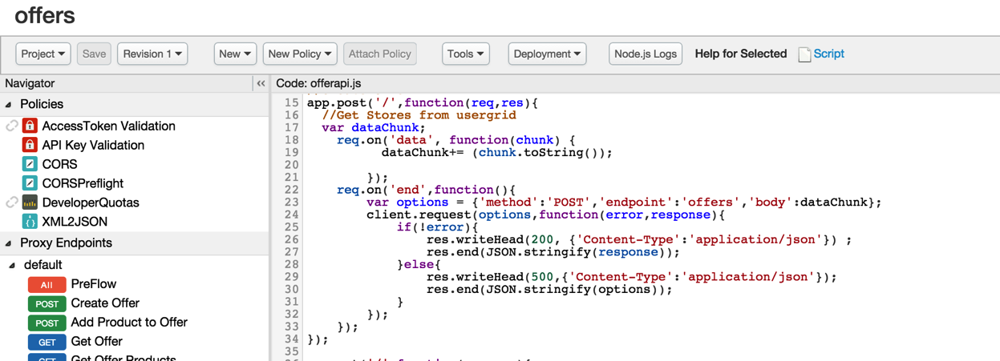 offers
Project Save Revision 1 New New Policy Attach Policy Tools Deployment Node.js Logs Help for Selected Script
Navigator
Policies
AccessToken Validation
API Key Validation
CORS
CORSPreflight
DeveloperQuotas
XML2JSON
Proxy Endpoints
default
All PreFlow
POST Create Offer
POST Add Product to Offer
GET Get Offer
GET Get Offer Products
Code: offerapi.js
15 app.post('/',function(req,res){
16 //Get Stores from usergrid
17 var dataChunk;
18 req.on('data', function(chunk) {
19 dataChunk+= (chunk.toString());
20
21 });
22 req.on('end',function(){
23 var options = {'method':'POST','endpoint':'offers','body':dataChunk};
24 client.request(options,function(error,response){
25 if(!error){
26 res.writeHead(200, {'Content-Type':'application/json'}) ;
27 res.end(JSON.stringify(response));
28 }else{
29 res.writeHead(500,{'Content-Type':'application/json'});
30 res.end(JSON.stringify(options));
31 }
32 });
33 });
34 });
35